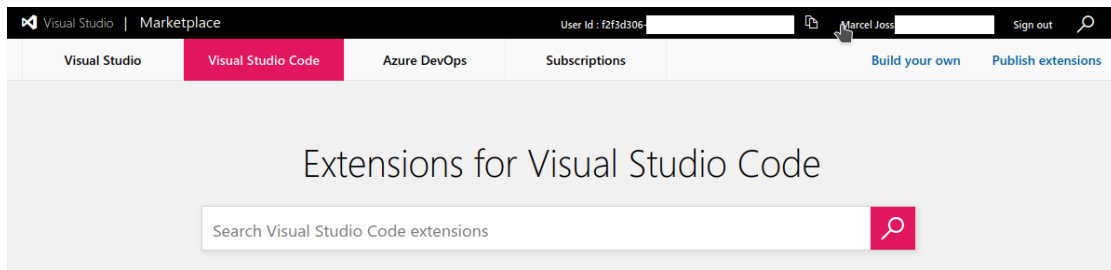 Visual Studio | Marketplace User Id : f2f3d306- Marcel Joss Sign out
Visual Studio Visual Studio Code Azure DevOps Subscriptions Build your own Publish extensions
Extensions for Visual Studio Code
Search Visual Studio Code extensions